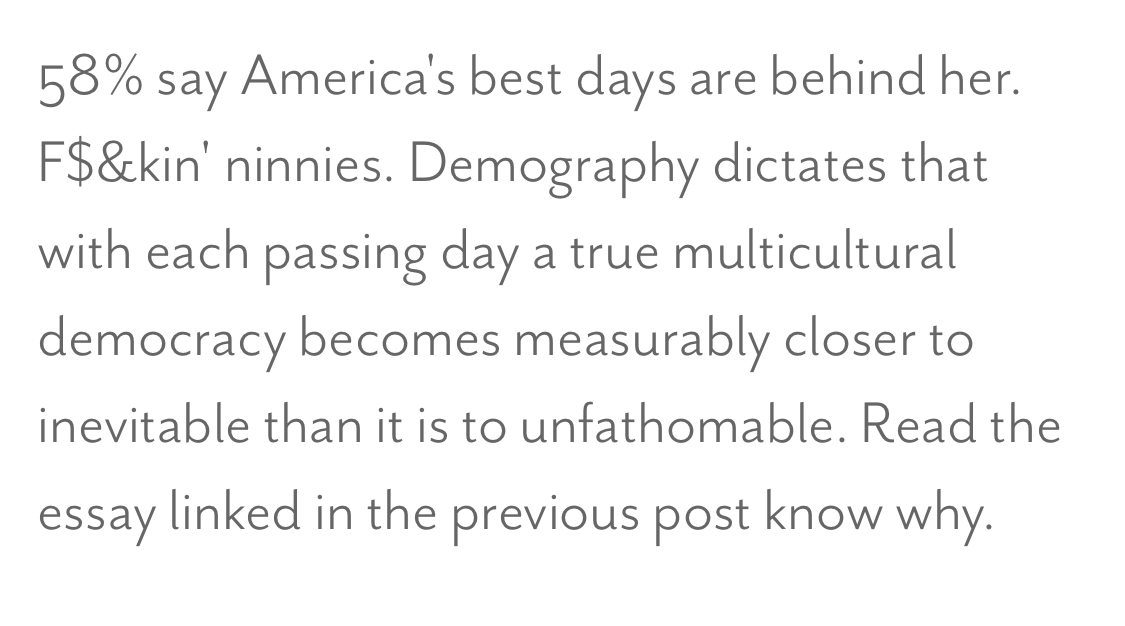 58% say America's best days are behind her.
F$&kin' ninnies. Demography dictates that
with each passing day a true multicultural
democracy becomes measurably closer to
inevitable than it is to unfathomable. Read the
essay linked in the previous post know why.